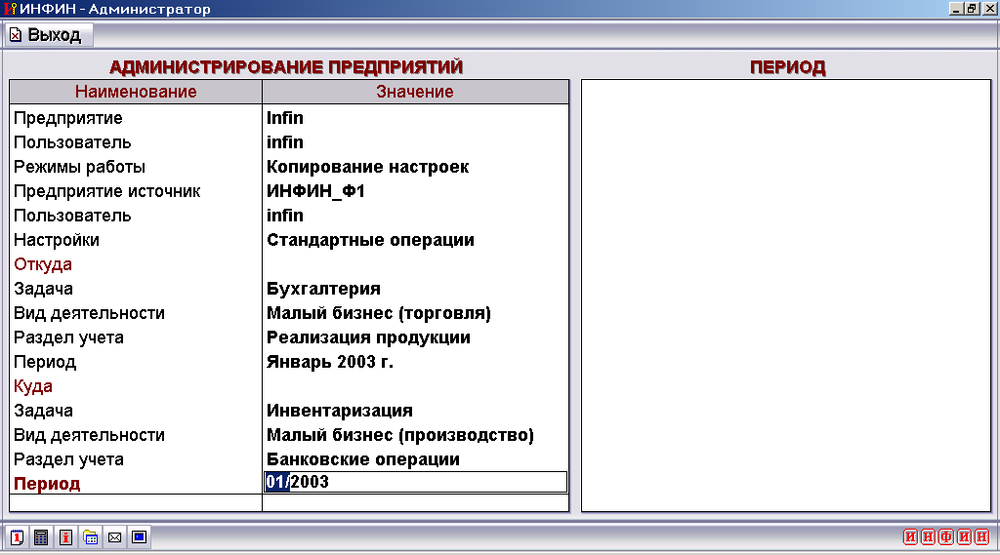 ИНФИН - Администратор
Выход
АДМИНИСТРИРОВАНИЕ ПРЕДПРИЯТИЙ
ПЕРИОД
Наименование Значение
Предприятие Infin
Пользователь infin
Режимы работы Копирование настроек
Предприятие источник ИНФИН_Ф1
Пользователь infin
Настройки Стандартные операции
Откуда
Задача Бухгалтерия
Вид деятельности Малый бизнес (торговля)
Раздел учета Реализация продукции
Период Январь 2003 г.
Куда
Задача Инвентаризация
Вид деятельности Малый бизнес (производство)
Раздел учета Банковские операции
Период 01/2003
ИНФИН